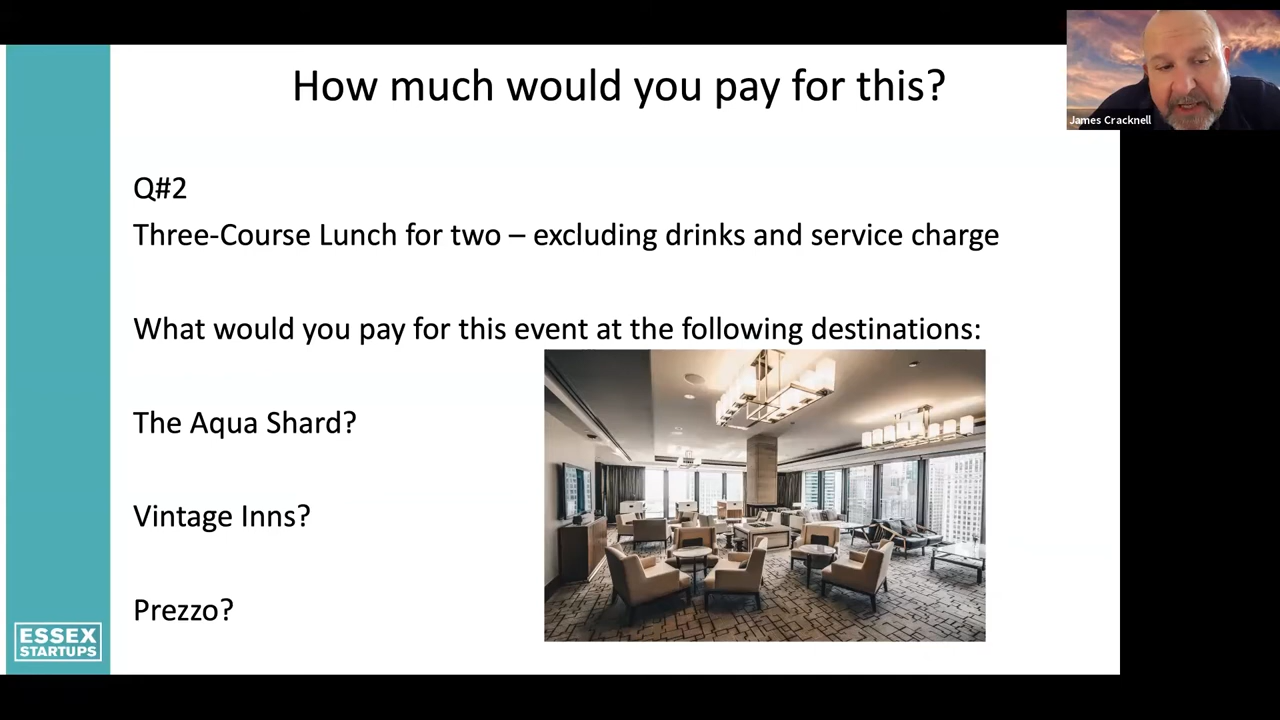 How much would you pay for this?
James Cracknell
Q#2
Three-Course Lunch for two – excluding drinks and service charge
What would you pay for this event at the following destinations:
The Aqua Shard?
Vintage Inns?
Prezzo?
ESSEX
STARTUPS